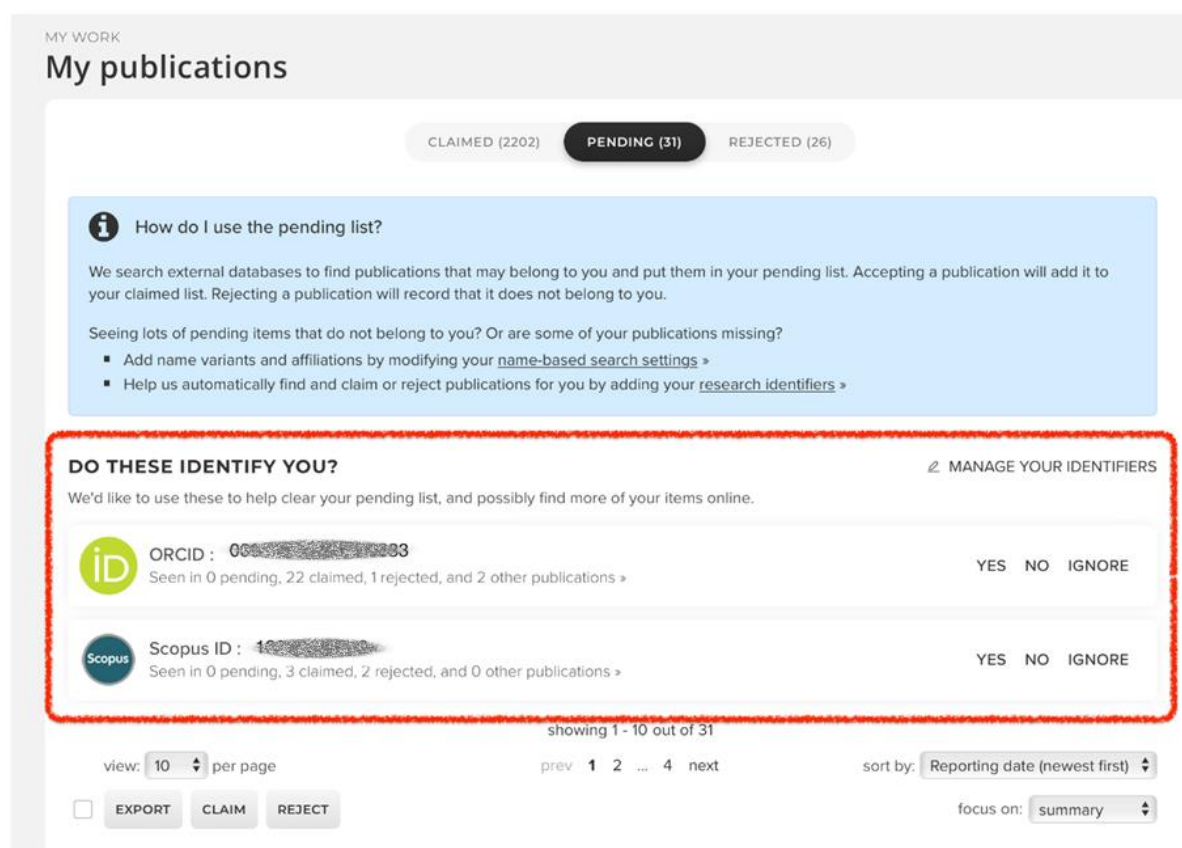 MY WORK
My publications
CLAIMED (2202) PENDING (31) REJECTED (26)
How do I use the pending list?
We search external databases to find publications that may belong to you and put them in your pending list. Accepting a publication will add it to
your claimed list. Rejecting a publication will record that it does not belong to you.
Seeing lots of pending items that do not belong to you? Or are some of your publications missing?
Add name variants and affiliations by modifying your name-based search settings »
Help us automatically find and claim or reject publications for you by adding your research identifiers »
DO THESE IDENTIFY YOU? MANAGE YOUR IDENTIFIERS
We'd like to use these to help clear your pending list, and possibly find more of your items online.
iD ORCID :
Seen in 0 pending, 22 claimed, 1 rejected, and 2 other publications »
YES NO IGNORE
Scopus Scopus ID :
Seen in 0 pending, 3 claimed, 2 rejected, and 0 other publications »
YES NO IGNORE
showing 1 - 10 out of 31
view: 10 per page prev 1 2 ... 4 next sort by: Reporting date (newest first)
EXPORT CLAIM REJECT focus on: summary